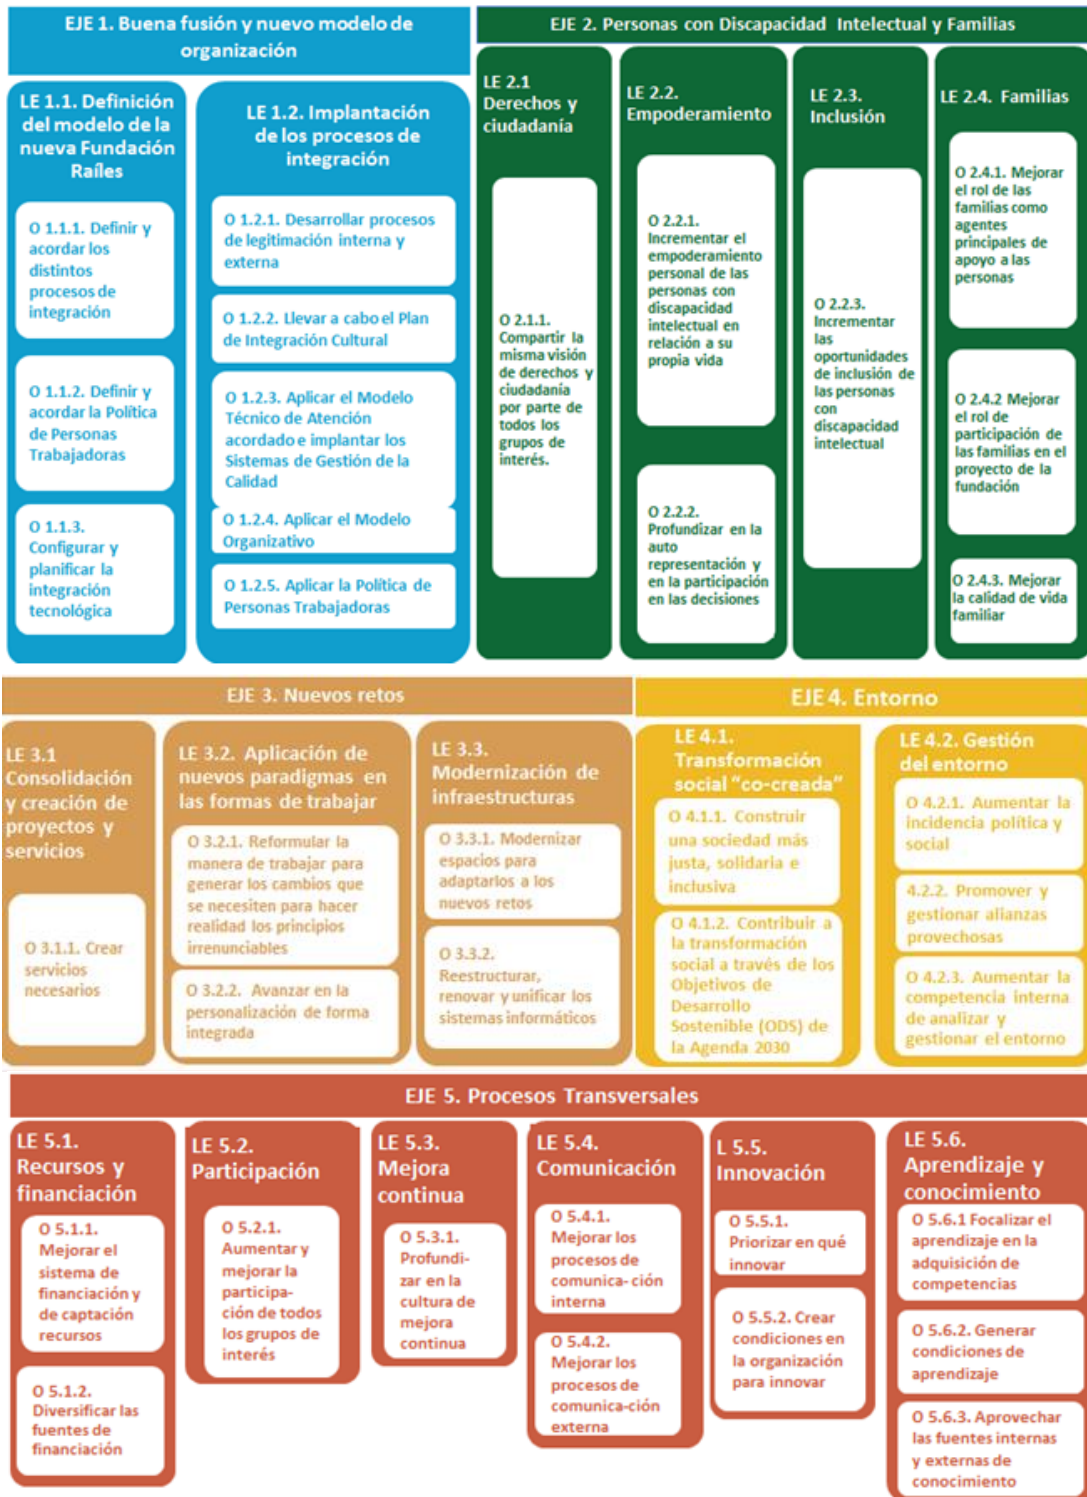 EJE 1. Buena fusión y nuevo modelo de
organización
LE 1.1. Definición
del modelo de la
nueva Fundación
Raíles
O 1.1.1. Definir y
acordar los
distintos
procesos de
integración
O 1.1.2. Definir y
acordar la Política
de Personas
Trabajadoras
O 1.1.3.
Configurar y
planificar la
integración
tecnológica
LE 1.2. Implantación
de los procesos de
integración
O 1.2.1. Desarrollar procesos
de legitimación interna y
externa
O 1.2.2. Llevar a cabo el Plan
de Integración Cultural
O 1.2.3. Aplicar el Modelo
Técnico de Atención
acordado e implantar los
Sistemas de Gestión de la
Calidad
O 1.2.4. Aplicar el Modelo
Organizativo
O 1.2.5. Aplicar la Política de
Personas Trabajadoras
EJE 2. Personas con Discapacidad Intelectual y Familias
LE 2.1
Derechos y
ciudadanía
O 2.1.1.
Compartir la
misma visión
de derechos y
ciudadanía
por parte de
todos los
grupos de
interés.
LE 2.2.
Empoderamiento
O 2.2.1.
Incrementar el
empoderamiento
personal de las
personas con
discapacidad
intelectual en
relación a su
propia vida
O 2.2.2.
Profundizar en la
auto
representación y
en la participación
en las decisiones
LE 2.3.
Inclusión
O 2.2.3.
Incrementar
las
oportunidades
de inclusión de
las personas
con
discapacidad
intelectual
LE 2.4. Familias
O 2.4.1. Mejorar
el rol de las
familias como
agentes
principales de
apoyo a las
personas
O 2.4.2 Mejorar
el rol de
participación de
las familias en el
proyecto de la
fundación
O 2.4.3. Mejorar
la calidad de vida
familiar
EJE 3. Nuevos retos
LE 3.1
Consolidación
y creación de
proyectos y
servicios
O 3.1.1. Crear
servicios
necesarios
LE 3.2. Aplicación de
nuevos paradigmas en
las formas de trabajar
O 3.2.1. Reformular la
manera de trabajar para
generar los cambios que
se necesiten para hacer
realidad los principios
irrenunciables
O 3.2.2. Avanzar en la
personalización de forma
integrada
LE 3.3.
Modernización de
infraestructuras
O 3.3.1. Modernizar
espacios para
adaptarlos a los
nuevos retos
O 3.3.2.
Reestructurar,
renovar y unificar los
sistemas informáticos
EJE 4. Entorno
LE 4.1.
Transformación
social “co-creada”
O 4.1.1. Construir
una sociedad más
justa, solidaria e
inclusiva
O 4.1.2. Contribuir a
la transformación
social a través de los
Objetivos de
Desarrollo
Sostenible (ODS) de
la Agenda 2030
LE 4.2. Gestión
del entorno
O 4.2.1. Aumentar la
incidencia política y
social
4.2.2. Promover y
gestionar alianzas
provechosas
O 4.2.3. Aumentar la
competencia interna
de analizar y
gestionar el entorno
EJE 5. Procesos Transversales
LE 5.1.
Recursos y
financiación
O 5.1.1.
Mejorar el
sistema de
financiación y
de captación
recursos
O 5.1.2.
Diversificar las
fuentes de
financiación
LE 5.2.
Participación
O 5.2.1.
Aumentar y
mejorar la
participa-
ción de todos
los grupos de
interés
LE 5.3.
Mejora
continua
O 5.3.1.
Profundi-
zar en la
cultura de
mejora
continua
LE 5.4.
Comunicación
O 5.4.1.
Mejorar los
procesos de
comunica- ción
interna
O 5.4.2.
Mejorar los
procesos de
comunica-ción
externa
L 5.5.
Innovación
O 5.5.1.
Priorizar en qué
innovar
O 5.5.2. Crear
condiciones en
la organización
para innovar
LE 5.6.
Aprendizaje y
conocimiento
O 5.6.1 Focalizar el
aprendizaje en la
adquisición de
competencias
O 5.6.2. Generar
condiciones de
aprendizaje
O 5.6.3. Aprovechar
las fuentes internas
y externas de
conocimiento